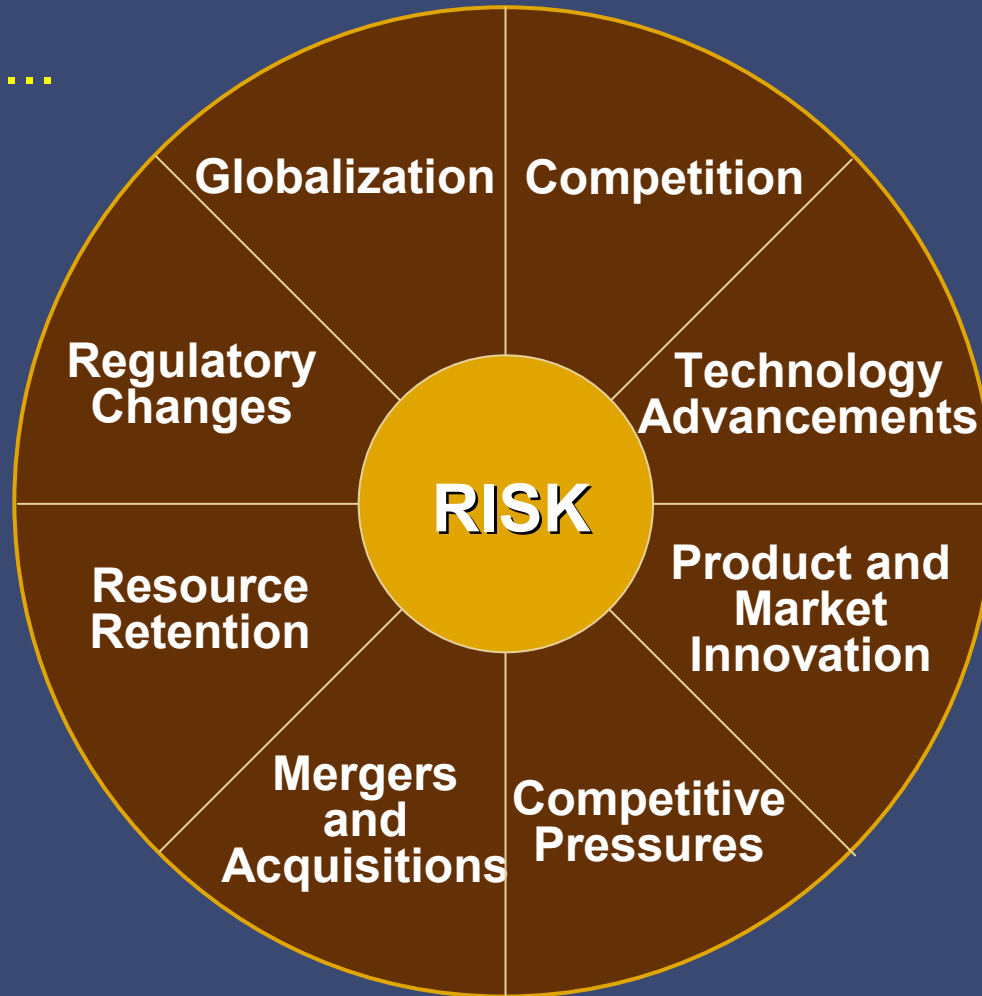 ...
Globalization
Competition
Regulatory
Changes
Technology
Advancements
RISK
Resource
Retention
Product and
Market
Innovation
Mergers
and
Acquisitions
Competitive
Pressures